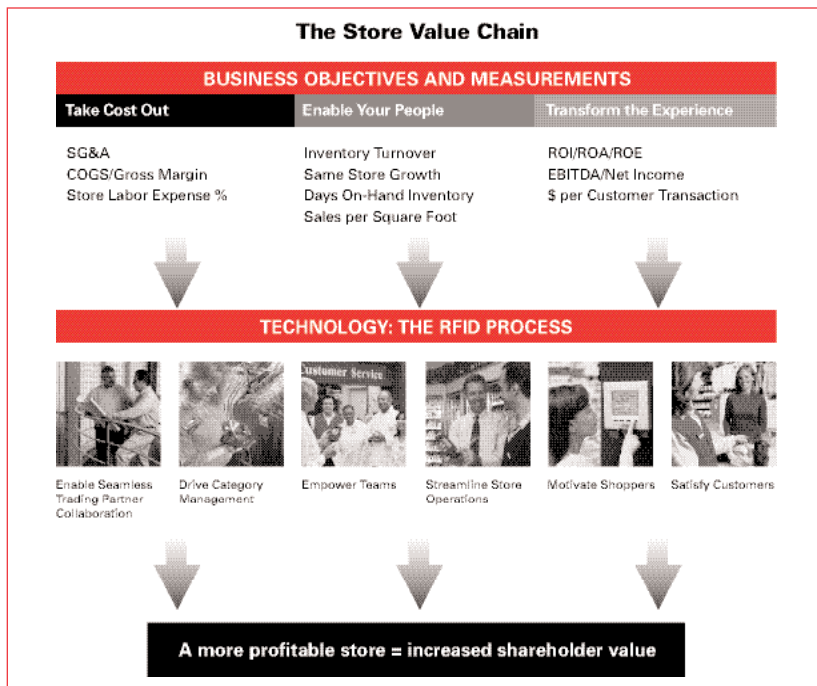 The Store Value Chain
BUSINESS OBJECTIVES AND MEASUREMENTS
Take Cost Out
Enable Your People
Transform the Experience
SG&A
COGS/Gross Margin
Store Labor Expense %
Inventory Turnover
Same Store Growth
Days On-Hand Inventory
Sales per Square Foot
ROI/ROA/ROE
EBITDA/Net Income
$ per Customer Transaction
TECHNOLOGY: THE RFID PROCESS
Customer Service
Enable Seamless
Trading Partner
Collaboration
Drive Category
Management
Empower Teams
Streamline Store
Operations
Motivate Shoppers
Satisfy Customers
A more profitable store = increased shareholder value